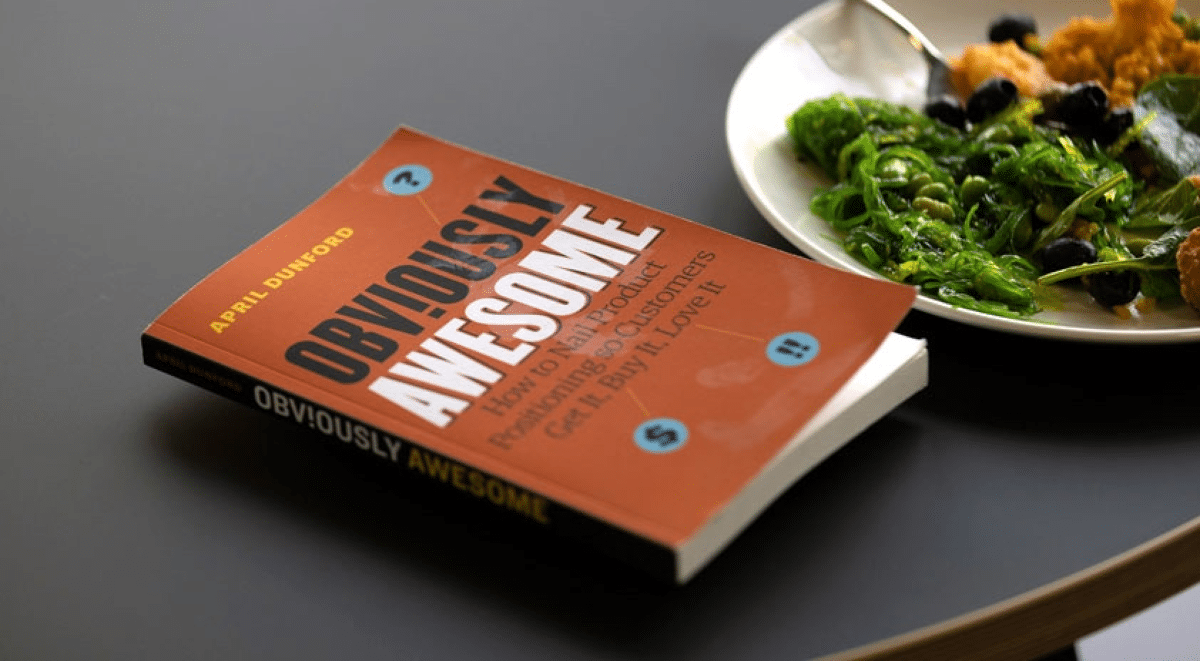 APRIL DUNFORD
?
OBV!OUSLY
AWESOME
How to Nail Product
Positioning so Customers
Get It, Buy It, Love It
!!
$
APRIL DUNFORD
OBV!OUSLY AWESOME